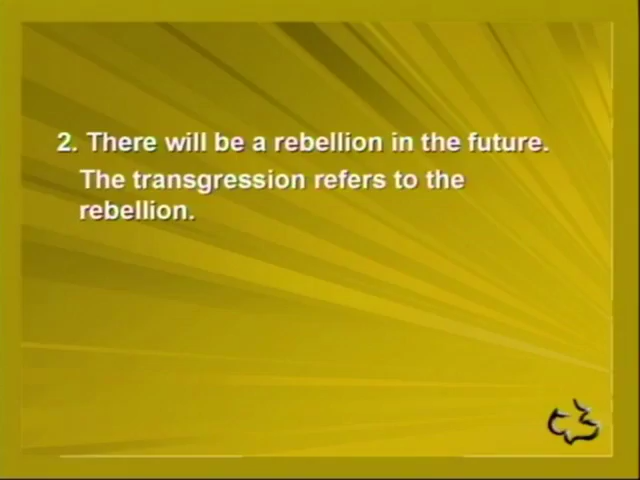 2. There will be a rebellion in the future.
The transgression refers to the
rebellion.